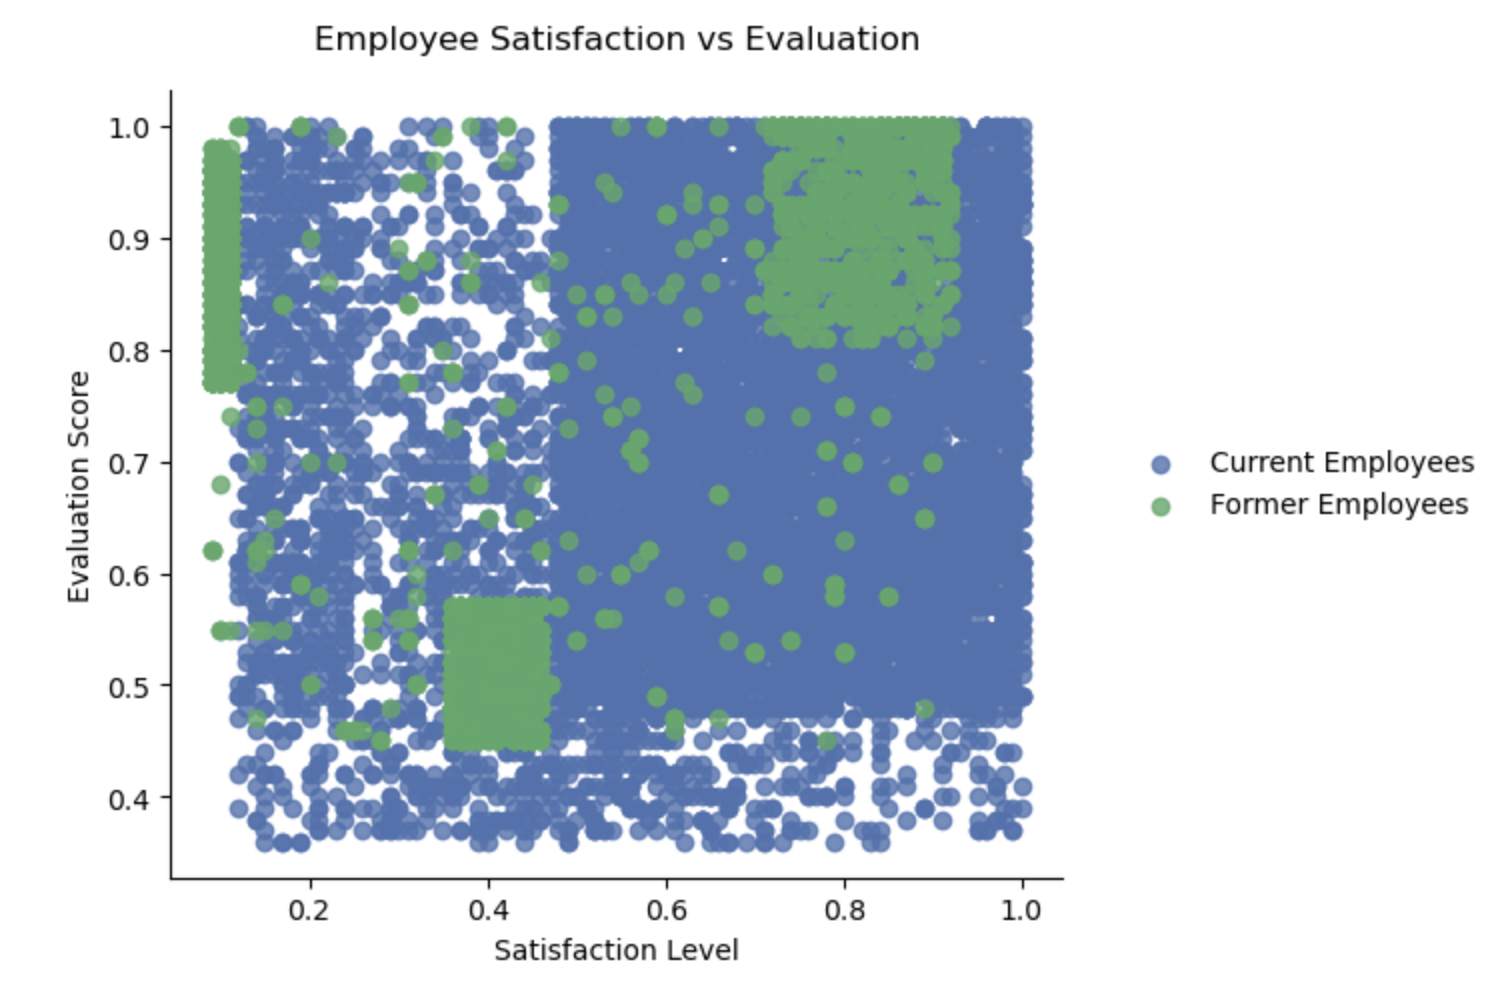 Employee Satisfaction vs Evaluation
1.0
0.9
0.8
0.7
0.6
0.5
0.4
Evaluation Score
0.2
0.4
0.6
0.8
1.0
Satisfaction Level
Current Employees
Former Employees